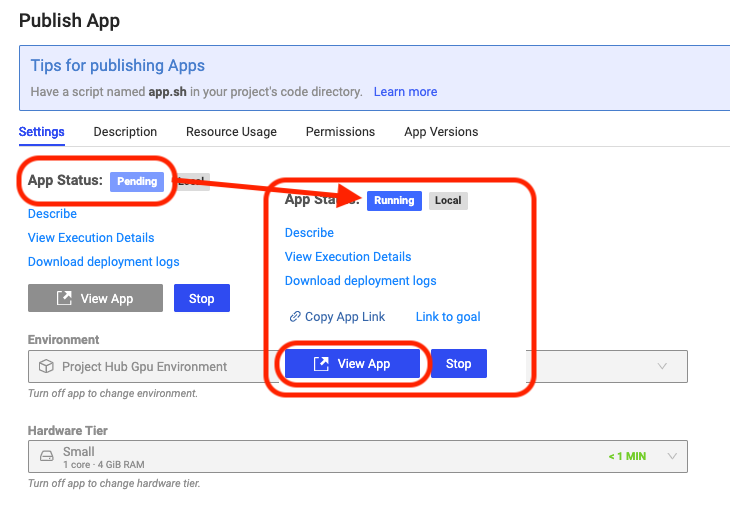 Publish App
Tips for publishing Apps
Have a script named app.sh in your project's code directory. Learn more
Settings Description Resource Usage Permissions App Versions
App Status: Pending Local
Describe
View Execution Details
Download deployment logs
View App Stop
App Status: Running Local
Describe
View Execution Details
Download deployment logs
Copy App Link Link to goal
View App Stop
Environment
Project Hub Gpu Environment
Turn off app to change environment.
Hardware Tier
Small
1 core · 4 GiB RAM
< 1 MIN
Turn off app to change hardware tier.